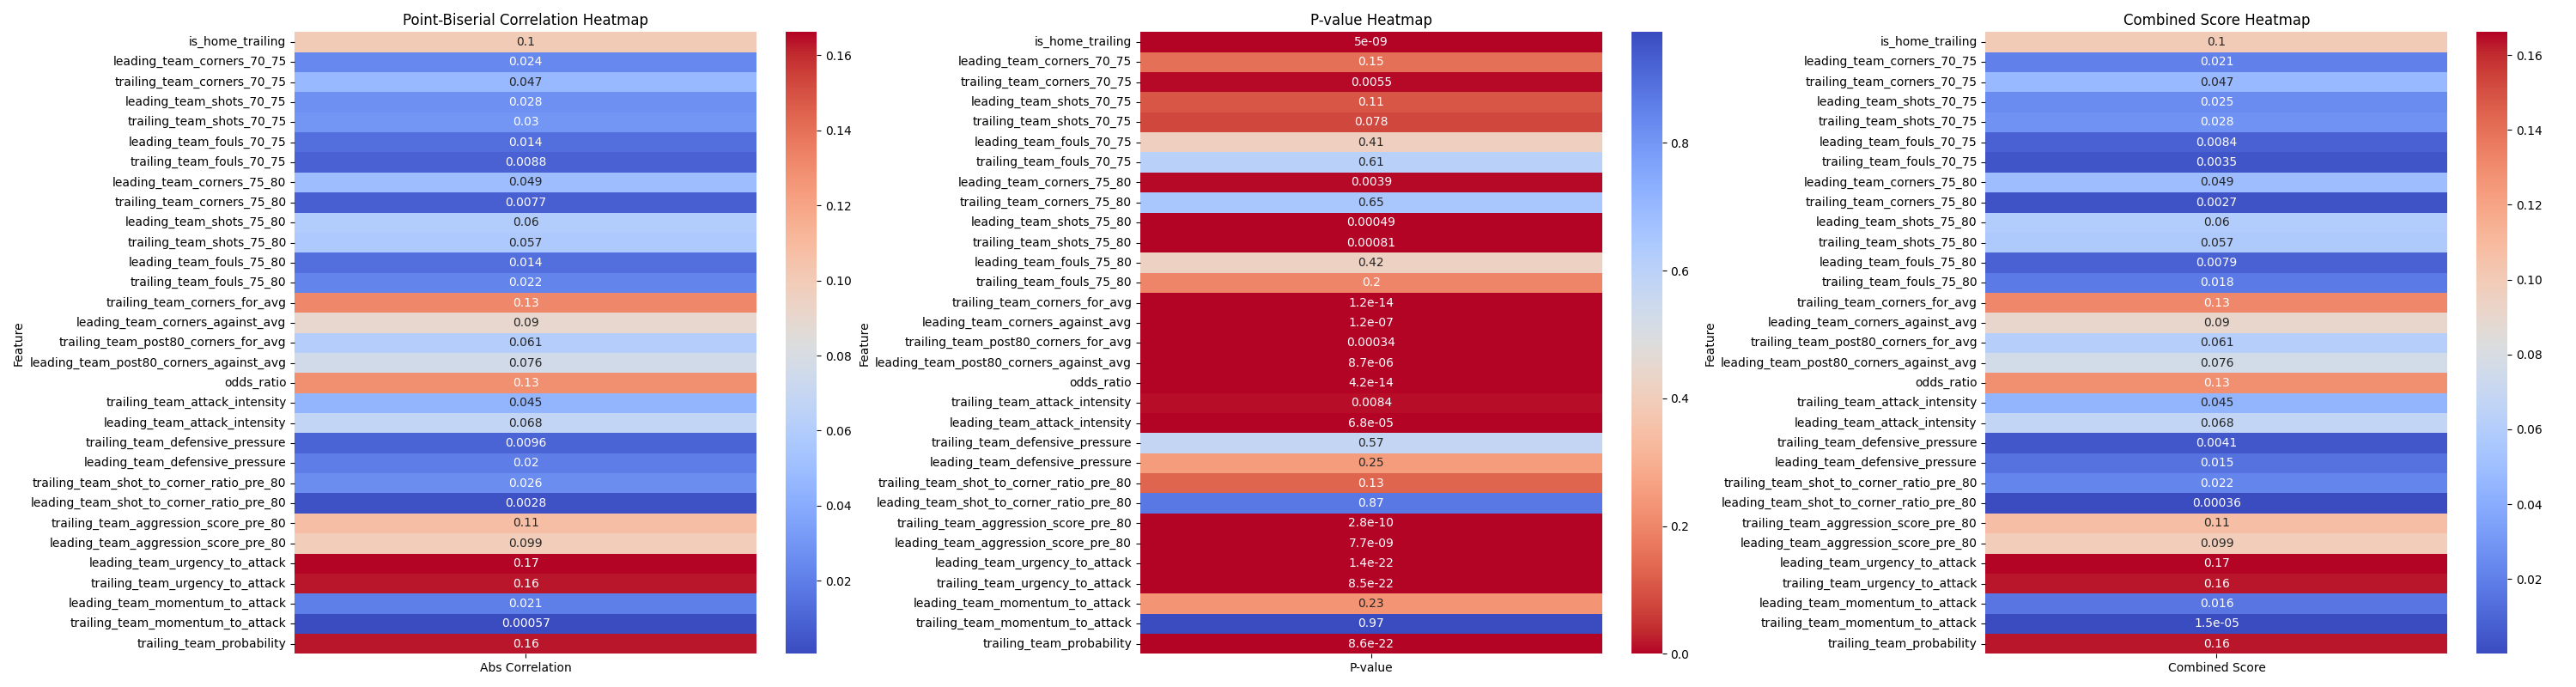 Point-Biserial Correlation Heatmap
Feature
is_home_trailing 0.1
leading_team_corners_70_75 0.024
trailing_team_corners_70_75 0.047
leading_team_shots_70_75 0.028
trailing_team_shots_70_75 0.03
leading_team_fouls_70_75 0.014
trailing_team_fouls_70_75 0.0088
leading_team_corners_75_80 0.049
trailing_team_corners_75_80 0.0077
leading_team_shots_75_80 0.06
trailing_team_shots_75_80 0.057
leading_team_fouls_75_80 0.014
trailing_team_fouls_75_80 0.022
trailing_team_corners_for_avg 0.13
leading_team_corners_against_avg 0.09
trailing_team_post80_corners_for_avg 0.061
leading_team_post80_corners_against_avg 0.076
odds_ratio 0.13
trailing_team_attack_intensity 0.045
leading_team_attack_intensity 0.068
trailing_team_defensive_pressure 0.0096
leading_team_defensive_pressure 0.02
trailing_team_shot_to_corner_ratio_pre_80 0.026
leading_team_shot_to_corner_ratio_pre_80 0.0028
trailing_team_aggression_score_pre_80 0.11
leading_team_aggression_score_pre_80 0.099
leading_team_urgency_to_attack 0.17
trailing_team_urgency_to_attack 0.16
leading_team_momentum_to_attack 0.021
trailing_team_momentum_to_attack 0.00057
trailing_team_probability 0.16
Abs Correlation
0.16
0.14
0.12
0.10
0.08
0.06
0.04
0.02
P-value Heatmap
Feature
is_home_trailing 5e-09
leading_team_corners_70_75 0.15
trailing_team_corners_70_75 0.0055
leading_team_shots_70_75 0.11
trailing_team_shots_70_75 0.078
leading_team_fouls_70_75 0.41
trailing_team_fouls_70_75 0.61
leading_team_corners_75_80 0.0039
trailing_team_corners_75_80 0.65
leading_team_shots_75_80 0.00049
trailing_team_shots_75_80 0.00081
leading_team_fouls_75_80 0.42
trailing_team_fouls_75_80 0.2
trailing_team_corners_for_avg 1.2e-14
leading_team_corners_against_avg 1.2e-07
trailing_team_post80_corners_for_avg 0.00034
leading_team_post80_corners_against_avg 8.7e-06
odds_ratio 4.2e-14
trailing_team_attack_intensity 0.0084
leading_team_attack_intensity 6.8e-05
trailing_team_defensive_pressure 0.57
leading_team_defensive_pressure 0.25
trailing_team_shot_to_corner_ratio_pre_80 0.13
leading_team_shot_to_corner_ratio_pre_80 0.87
trailing_team_aggression_score_pre_80 2.8e-10
leading_team_aggression_score_pre_80 7.7e-09
leading_team_urgency_to_attack 1.4e-22
trailing_team_urgency_to_attack 8.5e-22
leading_team_momentum_to_attack 0.23
trailing_team_momentum_to_attack 0.97
trailing_team_probability 8.6e-22
P-value
0.8
0.6
0.4
0.2
0.0
Combined Score Heatmap
Feature
is_home_trailing 0.1
leading_team_corners_70_75 0.021
trailing_team_corners_70_75 0.047
leading_team_shots_70_75 0.025
trailing_team_shots_70_75 0.028
leading_team_fouls_70_75 0.0084
trailing_team_fouls_70_75 0.0035
leading_team_corners_75_80 0.049
trailing_team_corners_75_80 0.0027
leading_team_shots_75_80 0.06
trailing_team_shots_75_80 0.057
leading_team_fouls_75_80 0.0079
trailing_team_fouls_75_80 0.018
trailing_team_corners_for_avg 0.13
leading_team_corners_against_avg 0.09
trailing_team_post80_corners_for_avg 0.061
leading_team_post80_corners_against_avg 0.076
odds_ratio 0.13
trailing_team_attack_intensity 0.045
leading_team_attack_intensity 0.068
trailing_team_defensive_pressure 0.0041
leading_team_defensive_pressure 0.015
trailing_team_shot_to_corner_ratio_pre_80 0.022
leading_team_shot_to_corner_ratio_pre_80 0.00036
trailing_team_aggression_score_pre_80 0.11
leading_team_aggression_score_pre_80 0.099
leading_team_urgency_to_attack 0.17
trailing_team_urgency_to_attack 0.16
leading_team_momentum_to_attack 0.016
trailing_team_momentum_to_attack 1.5e-05
trailing_team_probability 0.16
Combined Score
0.16
0.14
0.12
0.10
0.08
0.06
0.04
0.02